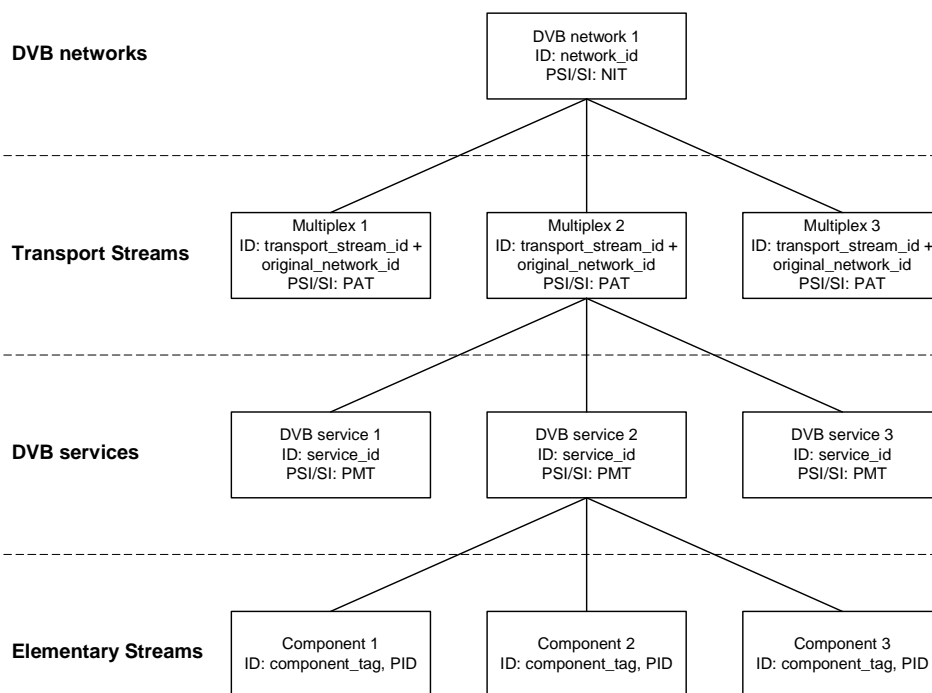 DVB networks
DVB network 1
ID: network_id
PSI/SI: NIT
Transport Streams
Multiplex 1
ID: transport_stream_id +
original_network_id
PSI/SI: PAT
Multiplex 2
ID: transport_stream_id +
original_network_id
PSI/SI: PAT
Multiplex 3
ID: transport_stream_id +
original_network_id
PSI/SI: PAT
DVB services
DVB service 1
ID: service_id
PSI/SI: PMT
DVB service 2
ID: service_id
PSI/SI: PMT
DVB service 3
ID: service_id
PSI/SI: PMT
Elementary Streams
Component 1
ID: component_tag, PID
Component 2
ID: component_tag, PID
Component 3
ID: component_tag, PID